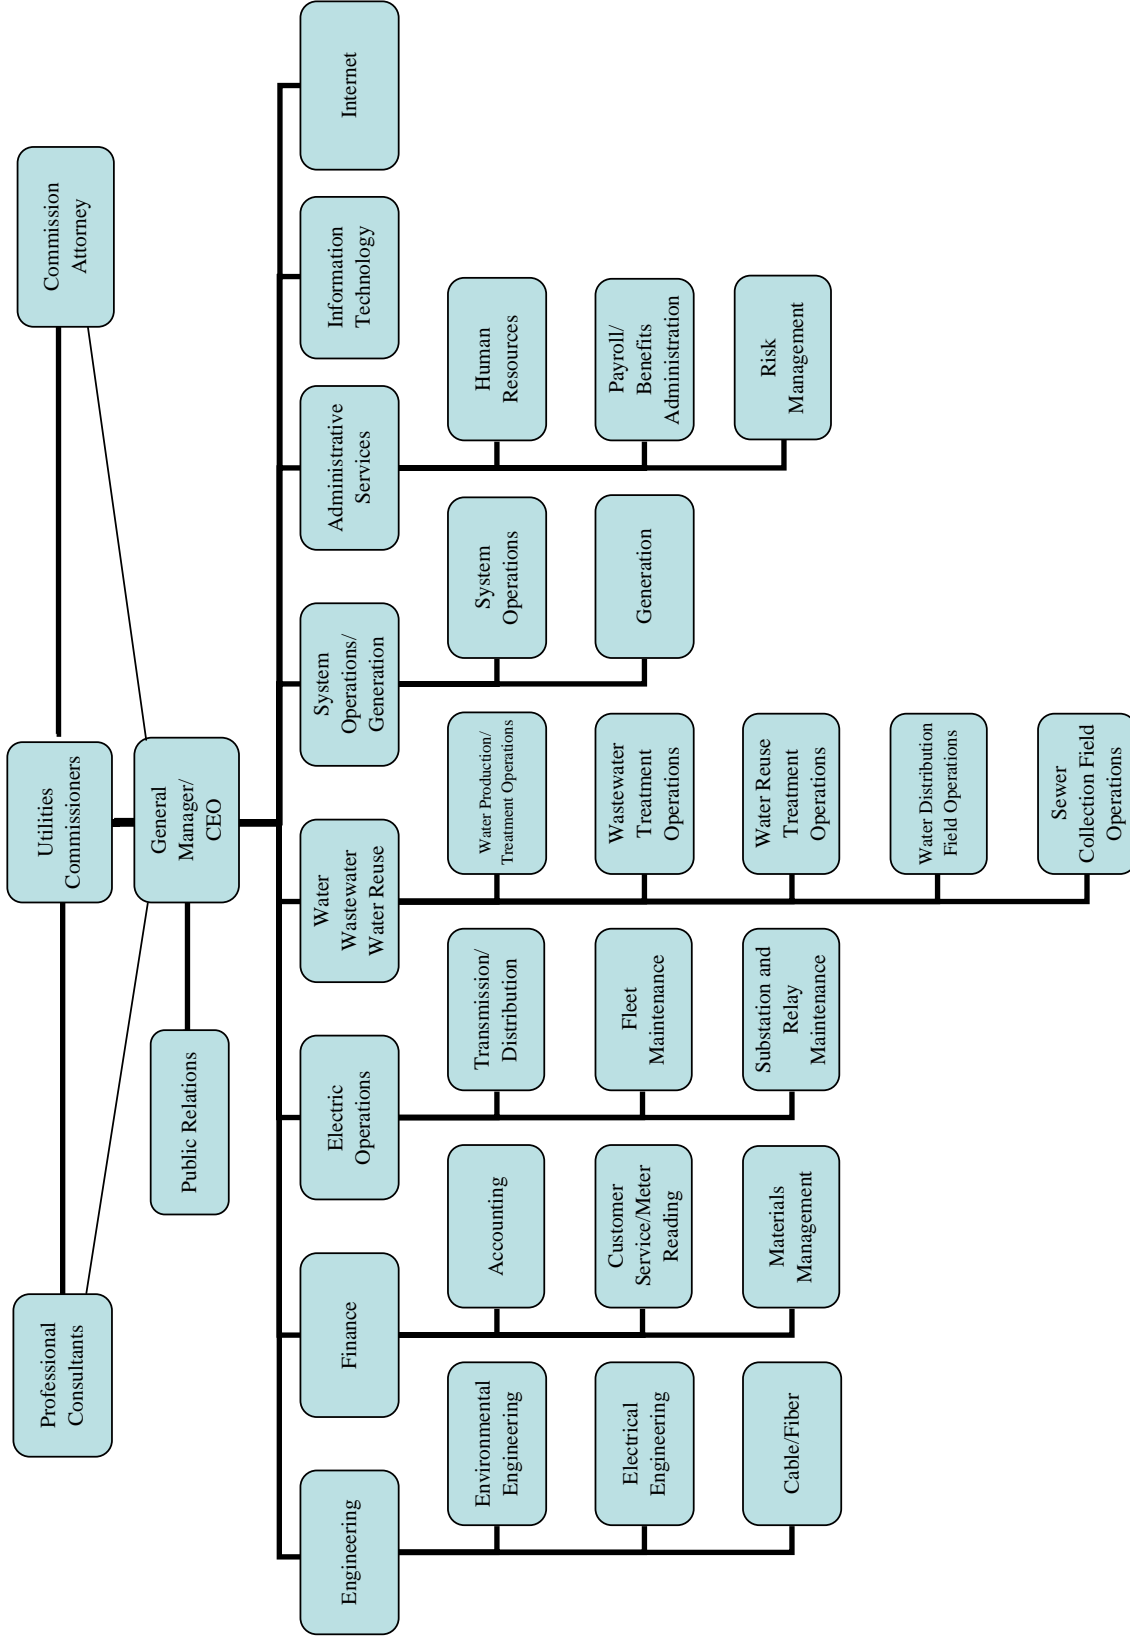 Professional
Consultants
Utilities
Commissioners
Commission
Attorney
Public Relations
General
Manager/
CEO
Engineering
Finance
Electric
Operations
Water
Wastewater
Water Reuse
System
Operations/
Generation
Administrative
Services
Information
Technology
Internet
Environmental
Engineering
Electrical
Engineering
Cable/Fiber
Accounting
Customer
Service/Meter
Reading
Materials
Management
Transmission/
Distribution
Fleet
Maintenance
Substation and
Relay
Maintenance
Water Production/
Treatment Operations
Wastewater
Treatment
Operations
Water Reuse
Treatment
Operations
Water Distribution
Field Operations
Sewer
Collection Field
Operations
System
Operations
Generation
Human
Resources
Payroll/
Benefits
Administration
Risk
Management